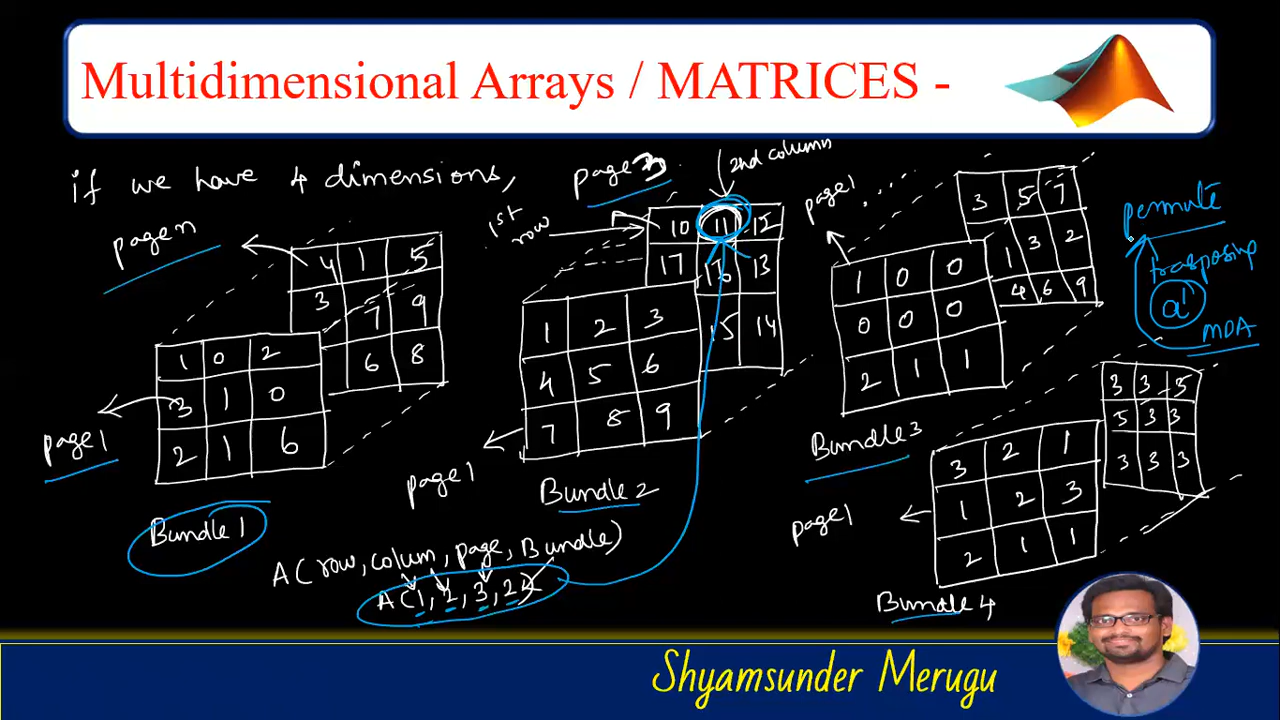 Multidimensional Arrays / MATRICES -
if we have 4 dimensions,
page 3
2nd column
1st row
page n
4 1 5
3 7 9
6 8
1 0 2
3 1 0
2 1 6
page 1
Bundle 1
10 11 12
17 16 13
15 14
1 2 3
4 5 6
7 8 9
page 1
Bundle 2
page 1 . . . .
3 5 7
1 3 2
4 6 9
1 0 0
0 0 0
2 1 1
Bundle 3
permute
trasposing
a'
MDA
3 3 5
5 3 3
3 3 3
3 2 1
1 2 3
2 1 1
page 1
Bundle 4
A(row, colum, page, Bundle)
A(1, 2, 3, 2)
Shyamsunder Merugu